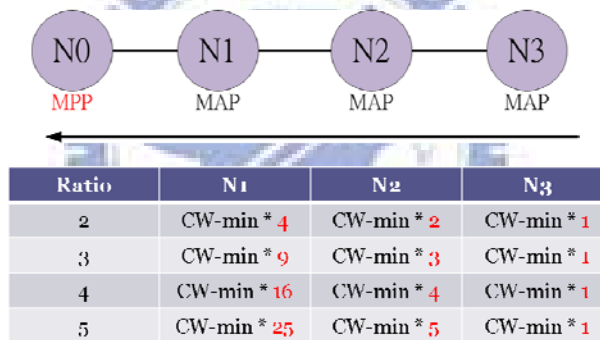 N0 N1 N2 N3
MPP MAP MAP MAP
Ratio N1 N2 N3
2 CW-min * 4 CW-min * 2 CW-min * 1
3 CW-min * 9 CW-min * 3 CW-min * 1
4 CW-min * 16 CW-min * 4 CW-min * 1
5 CW-min * 25 CW-min * 5 CW-min * 1